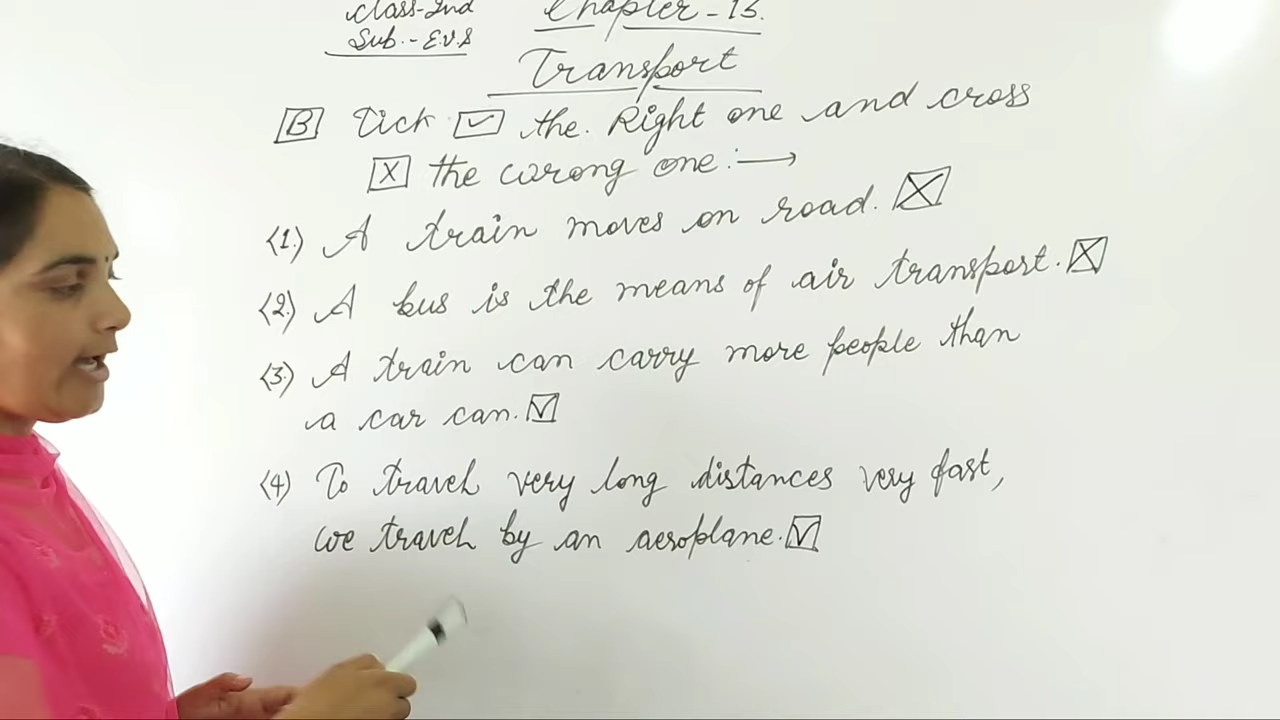 Class-2nd
Sub.-E.V.S
Chapter-13.
Transport
B Tick ✓ the. Right one and cross
X the wrong one:→
(1.) A train moves on road. X
(2.) A bus is the means of air transport. X
(3.) A train can carry more people than
a car can. ✓
(4) To travel very long distances very fast,
we travel by an aeroplane. ✓